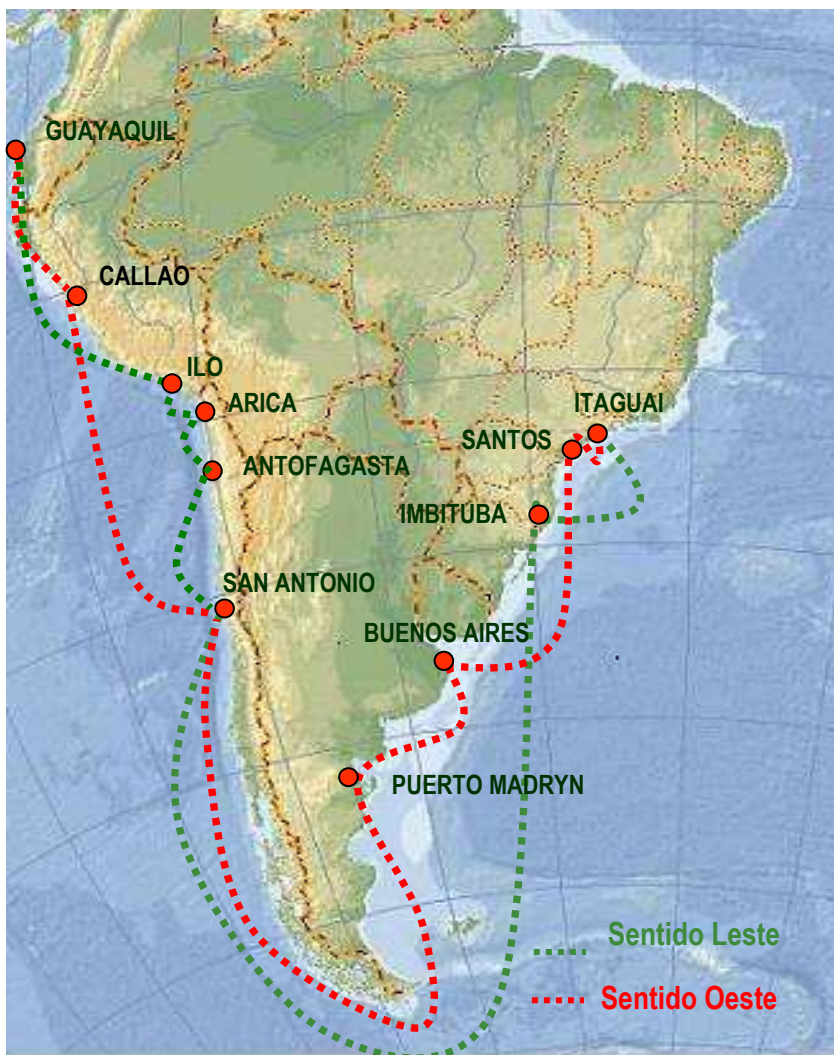 GUAYAQUIL
CALLAO
ILO
ARICA
ITAGUAI
SANTOS
ANTOFAGASTA
IMBITUBA
SAN ANTONIO
BUENOS AIRES
PUERTO MADRYN
Sentido Leste
Sentido Oeste